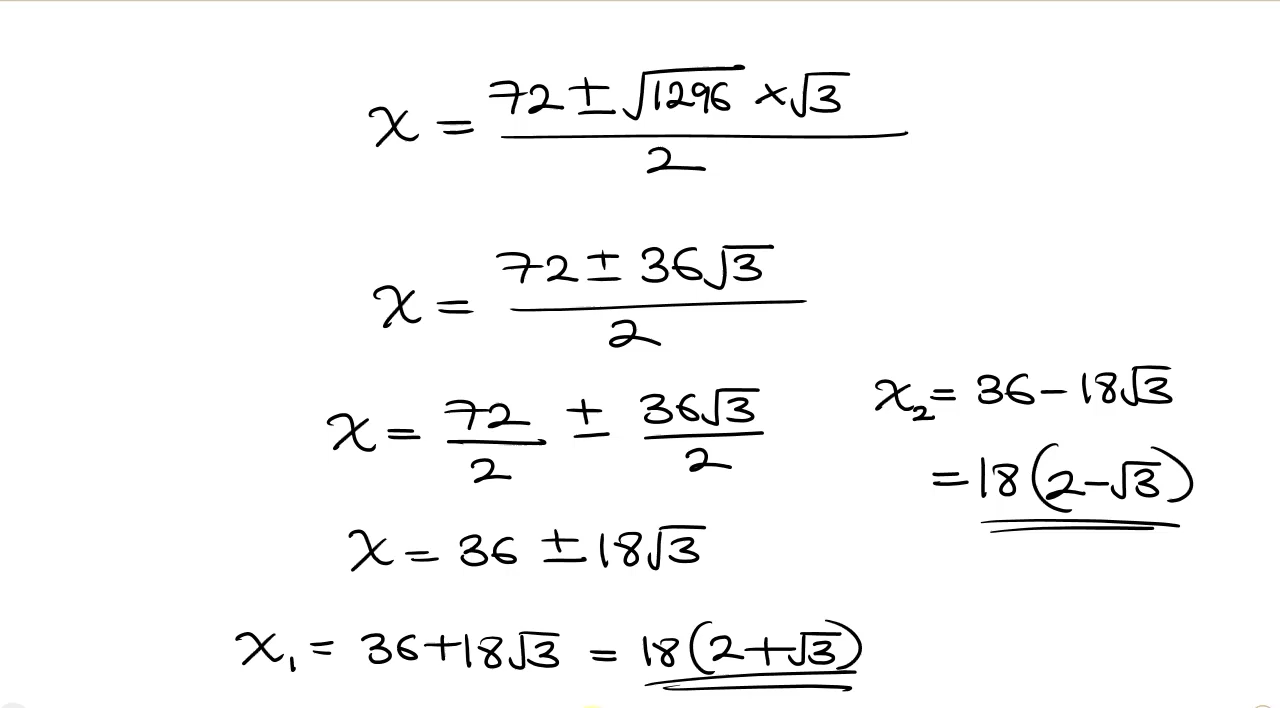 x = (72 ± √1296 × √3) / 2
x = (72 ± 36√3) / 2
x = 72/2 ± 36√3/2
x = 36 ± 18√3
x₁ = 36 + 18√3 = 18(2 + √3)
x₂ = 36 − 18√3
= 18(2 − √3)